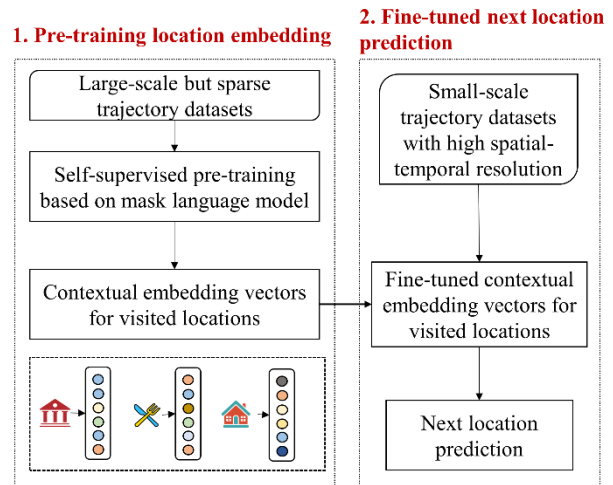 1. Pre-training location embedding
Large-scale but sparse
trajectory datasets
Self-supervised pre-training
based on mask language model
Contextual embedding vectors
for visited locations
2. Fine-tuned next location
prediction
Small-scale
trajectory datasets
with high spatial-
temporal resolution
Fine-tuned contextual
embedding vectors for
visited locations
Next location
prediction